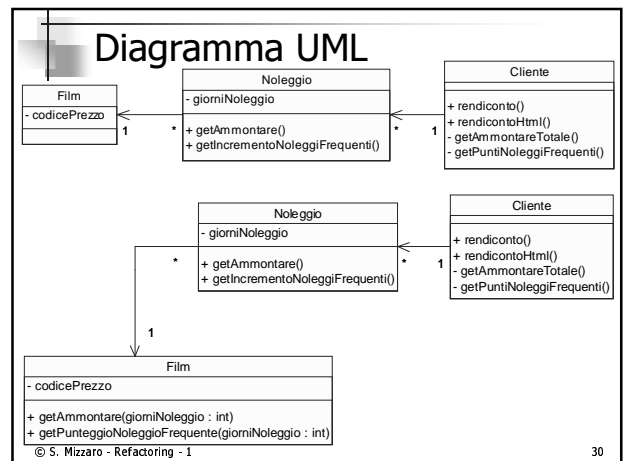 Diagramma UML
Film
- codicePrezzo
1
*
Noleggio
- giorniNoleggio
+ getAmmontare()
+ getIncrementoNoleggiFrequenti()
*
1
Cliente
+ rendiconto()
+ rendicontoHtml()
- getAmmontareTotale()
- getPuntiNoleggiFrequenti()
Noleggio
- giorniNoleggio
+ getAmmontare()
+ getIncrementoNoleggiFrequenti()
*
*
1
Cliente
+ rendiconto()
+ rendicontoHtml()
- getAmmontareTotale()
- getPuntiNoleggiFrequenti()
1
Film
- codicePrezzo
+ getAmmontare(giorniNoleggio : int)
+ getPunteggioNoleggioFrequente(giorniNoleggio : int)
© S. Mizzaro - Refactoring - 1
30